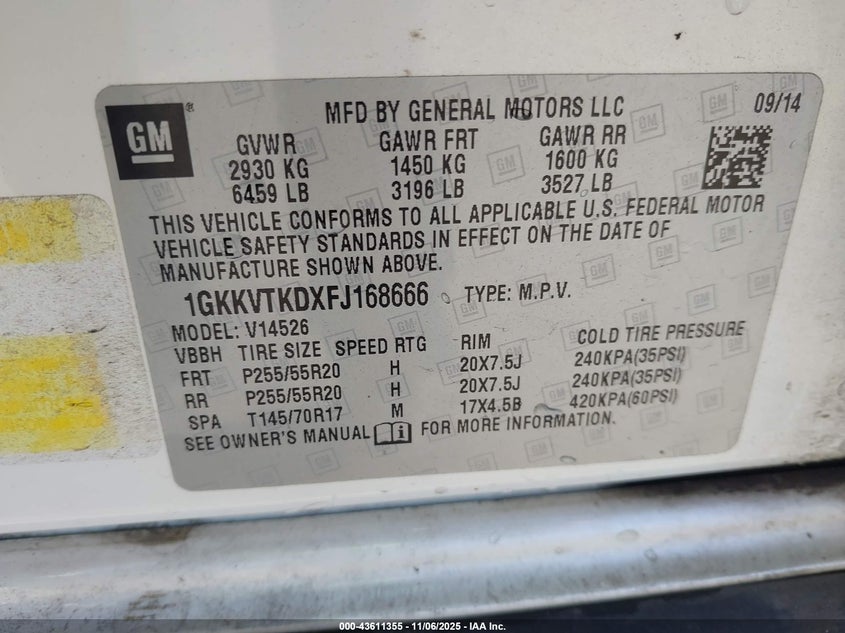 GM®
MFD BY GENERAL MOTORS LLC 09/14
GVWR GAWR FRT GAWR RR
2930 KG 1450 KG 1600 KG
6459 LB 3196 LB 3527 LB
THIS VEHICLE CONFORMS TO ALL APPLICABLE U.S. FEDERAL MOTOR
VEHICLE SAFETY STANDARDS IN EFFECT ON THE DATE OF
MANUFACTURE SHOWN ABOVE.
1GKKVTKDXFJ168666 TYPE: M.P.V.
MODEL: V14526
VBBH TIRE SIZE SPEED RTG RIM COLD TIRE PRESSURE
FRT P255/55R20 H 20X7.5J 240KPA(35PSI)
RR P255/55R20 H 20X7.5J 240KPA(35PSI)
SPA T145/70R17 M 17X4.5B 420KPA(60PSI)
SEE OWNER'S MANUAL i FOR MORE INFORMATION.
000-43611355 - 11/06/2025 - IAA Inc.